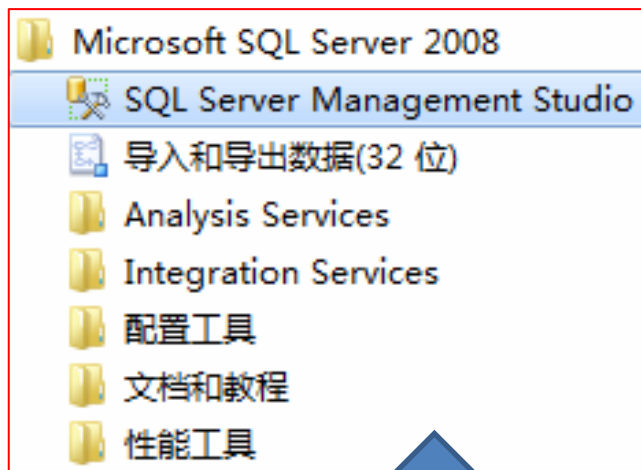 Microsoft SQL Server 2008
SQL Server Management Studio
导入和导出数据(32 位)
Analysis Services
Integration Services
配置工具
文档和教程
性能工具